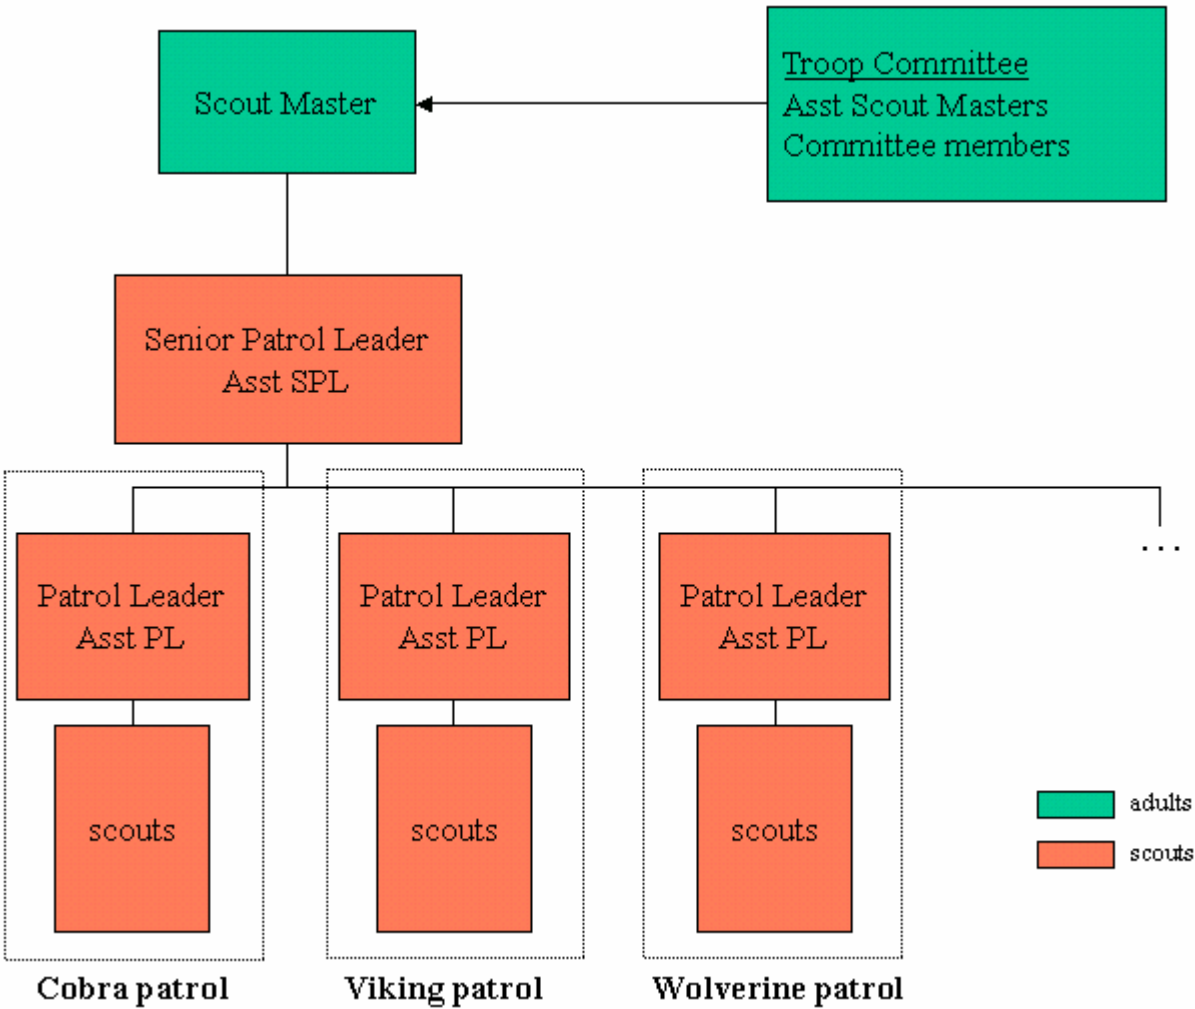 Scout Master
Troop Committee
Asst Scout Masters
Committee members
Senior Patrol Leader
Asst SPL
...
Patrol Leader
Asst PL
Patrol Leader
Asst PL
Patrol Leader
Asst PL
scouts
scouts
scouts
adults
scouts
Cobra patrol
Viking patrol
Wolverine patrol